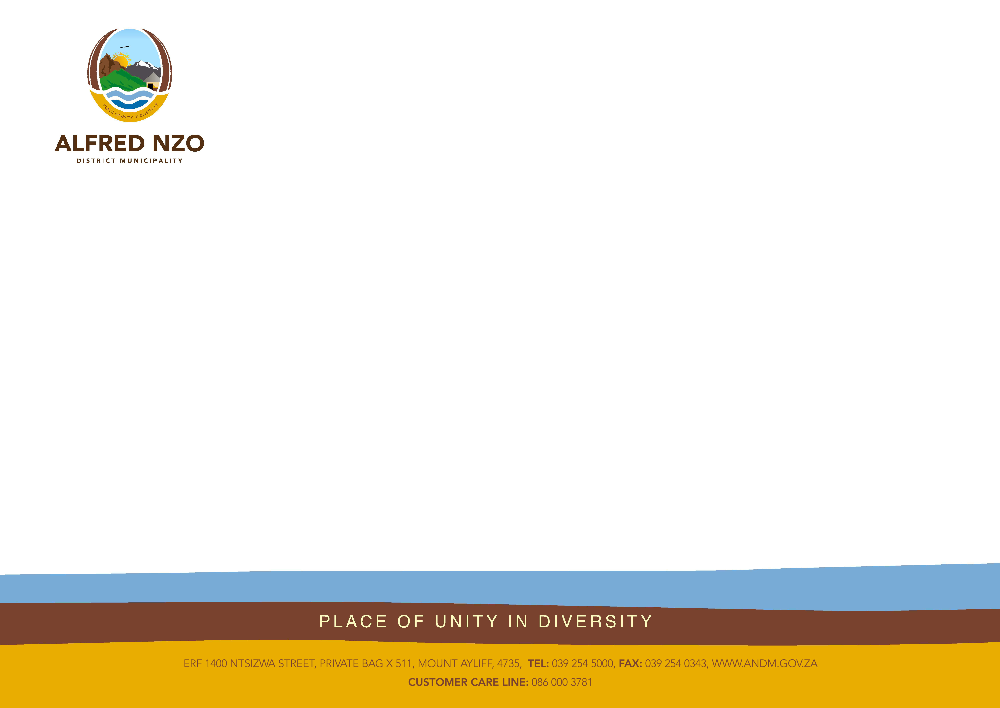 PLACE OF UNITY IN DIVERSITY
ALFRED NZO
DISTRICT MUNICIPALITY
PLACE OF UNITY IN DIVERSITY
ERF 1400 NTSIZWA STREET, PRIVATE BAG X 511, MOUNT AYLIFF, 4735, TEL: 039 254 5000, FAX: 039 254 0343, WWW.ANDM.GOV.ZA
CUSTOMER CARE LINE: 086 000 3781